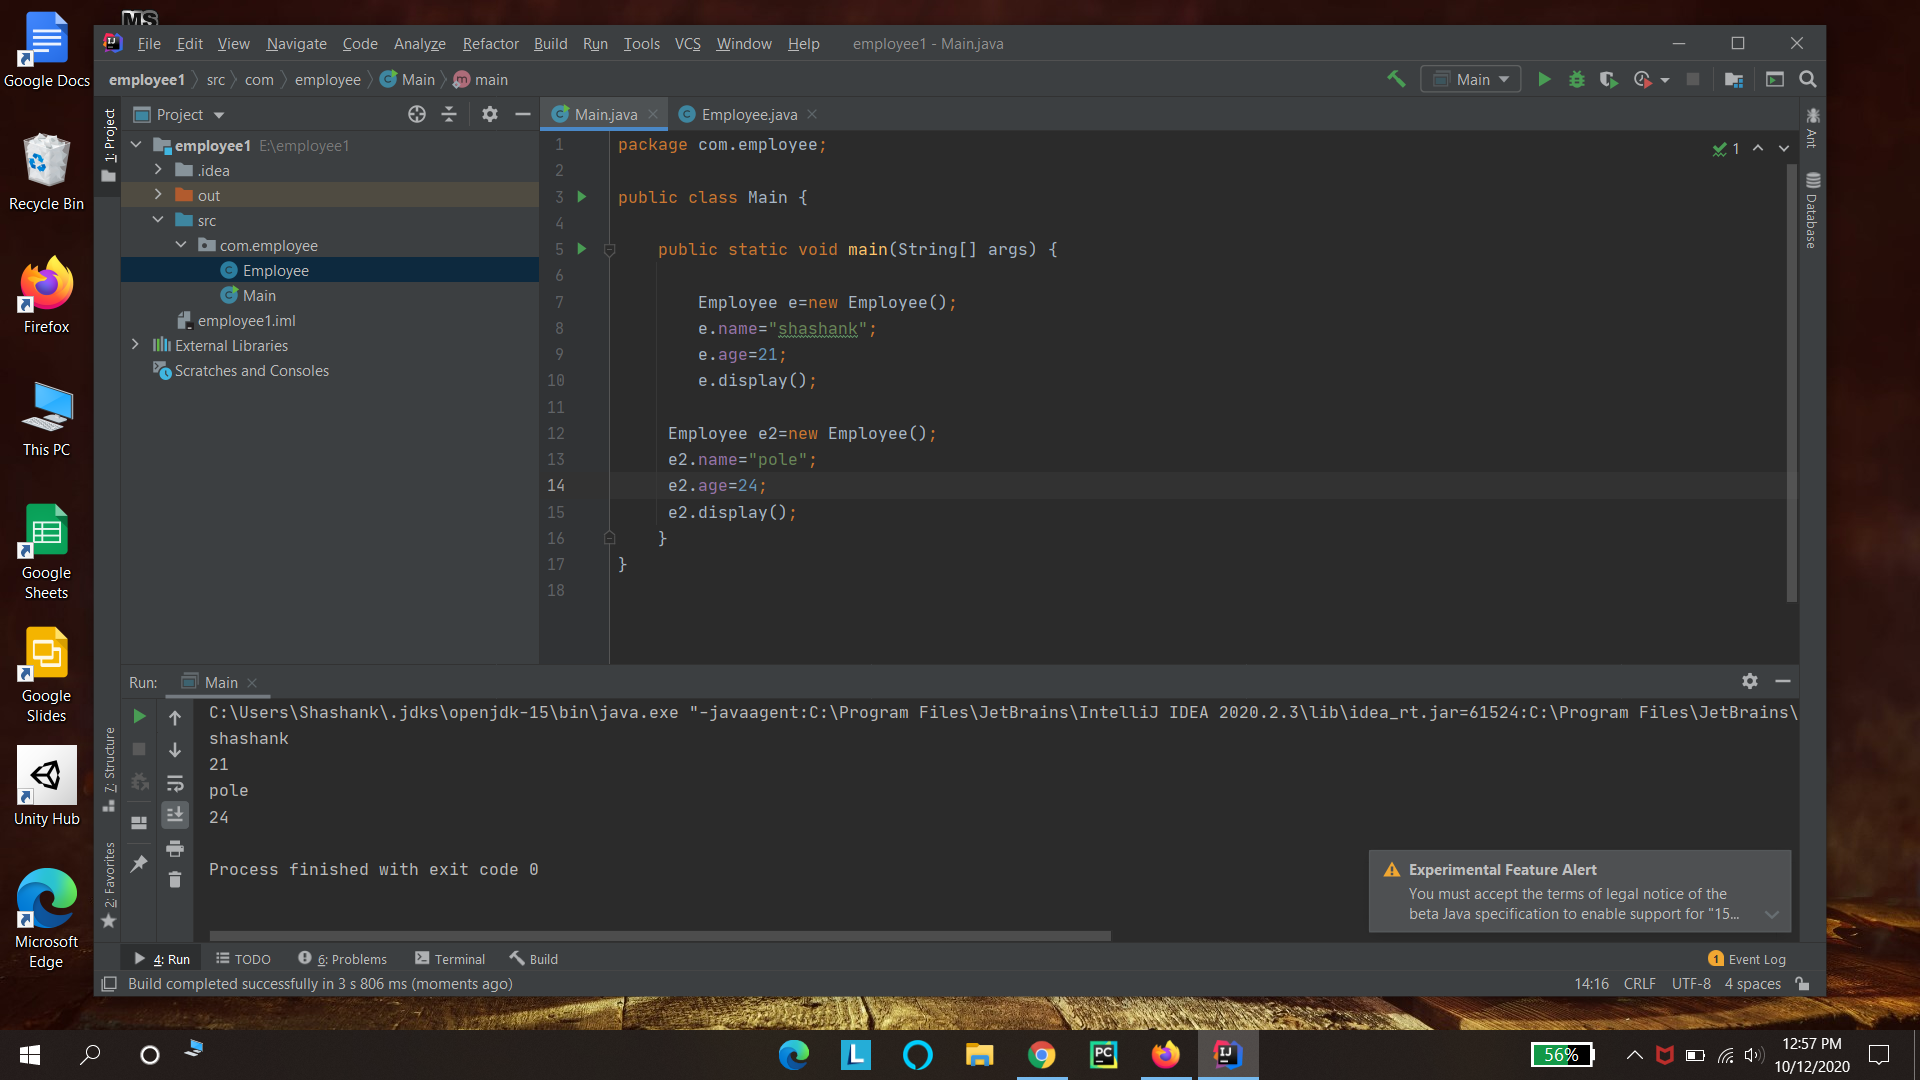 MS
Google Docs
Recycle Bin
Firefox
This PC
Google
Sheets
Google
Slides
Unity Hub
Microsoft
Edge
File Edit View Navigate Code Analyze Refactor Build Run Tools VCS Window Help employee1 - Main.java
employee1 src com employee Main main
Main
1: Project
Project
employee1 E:\employee1
.idea
out
src
com.employee
Employee
Main
employee1.iml
External Libraries
Scratches and Consoles
Main.java Employee.java
1 package com.employee;
2
3 public class Main {
4
5 public static void main(String[] args) {
6
7 Employee e=new Employee();
8 e.name="shashank";
9 e.age=21;
10 e.display();
11
12 Employee e2=new Employee();
13 e2.name="pole";
14 e2.age=24;
15 e2.display();
16 }
17 }
18
1
Ant
Database
Run: Main
7: Structure
2: Favorites
C:\Users\Shashank\.jdks\openjdk-15\bin\java.exe "-javaagent:C:\Program Files\JetBrains\IntelliJ IDEA 2020.2.3\lib\idea_rt.jar=61524:C:\Program Files\JetBrains\
shashank
21
pole
24
Process finished with exit code 0
Experimental Feature Alert
You must accept the terms of legal notice of the
beta Java specification to enable support for "15...
4: Run TODO 6: Problems Terminal Build
1 Event Log
Build completed successfully in 3 s 806 ms (moments ago)
14:16 CRLF UTF-8 4 spaces
L
PC
IJ
56%
12:57 PM
10/12/2020